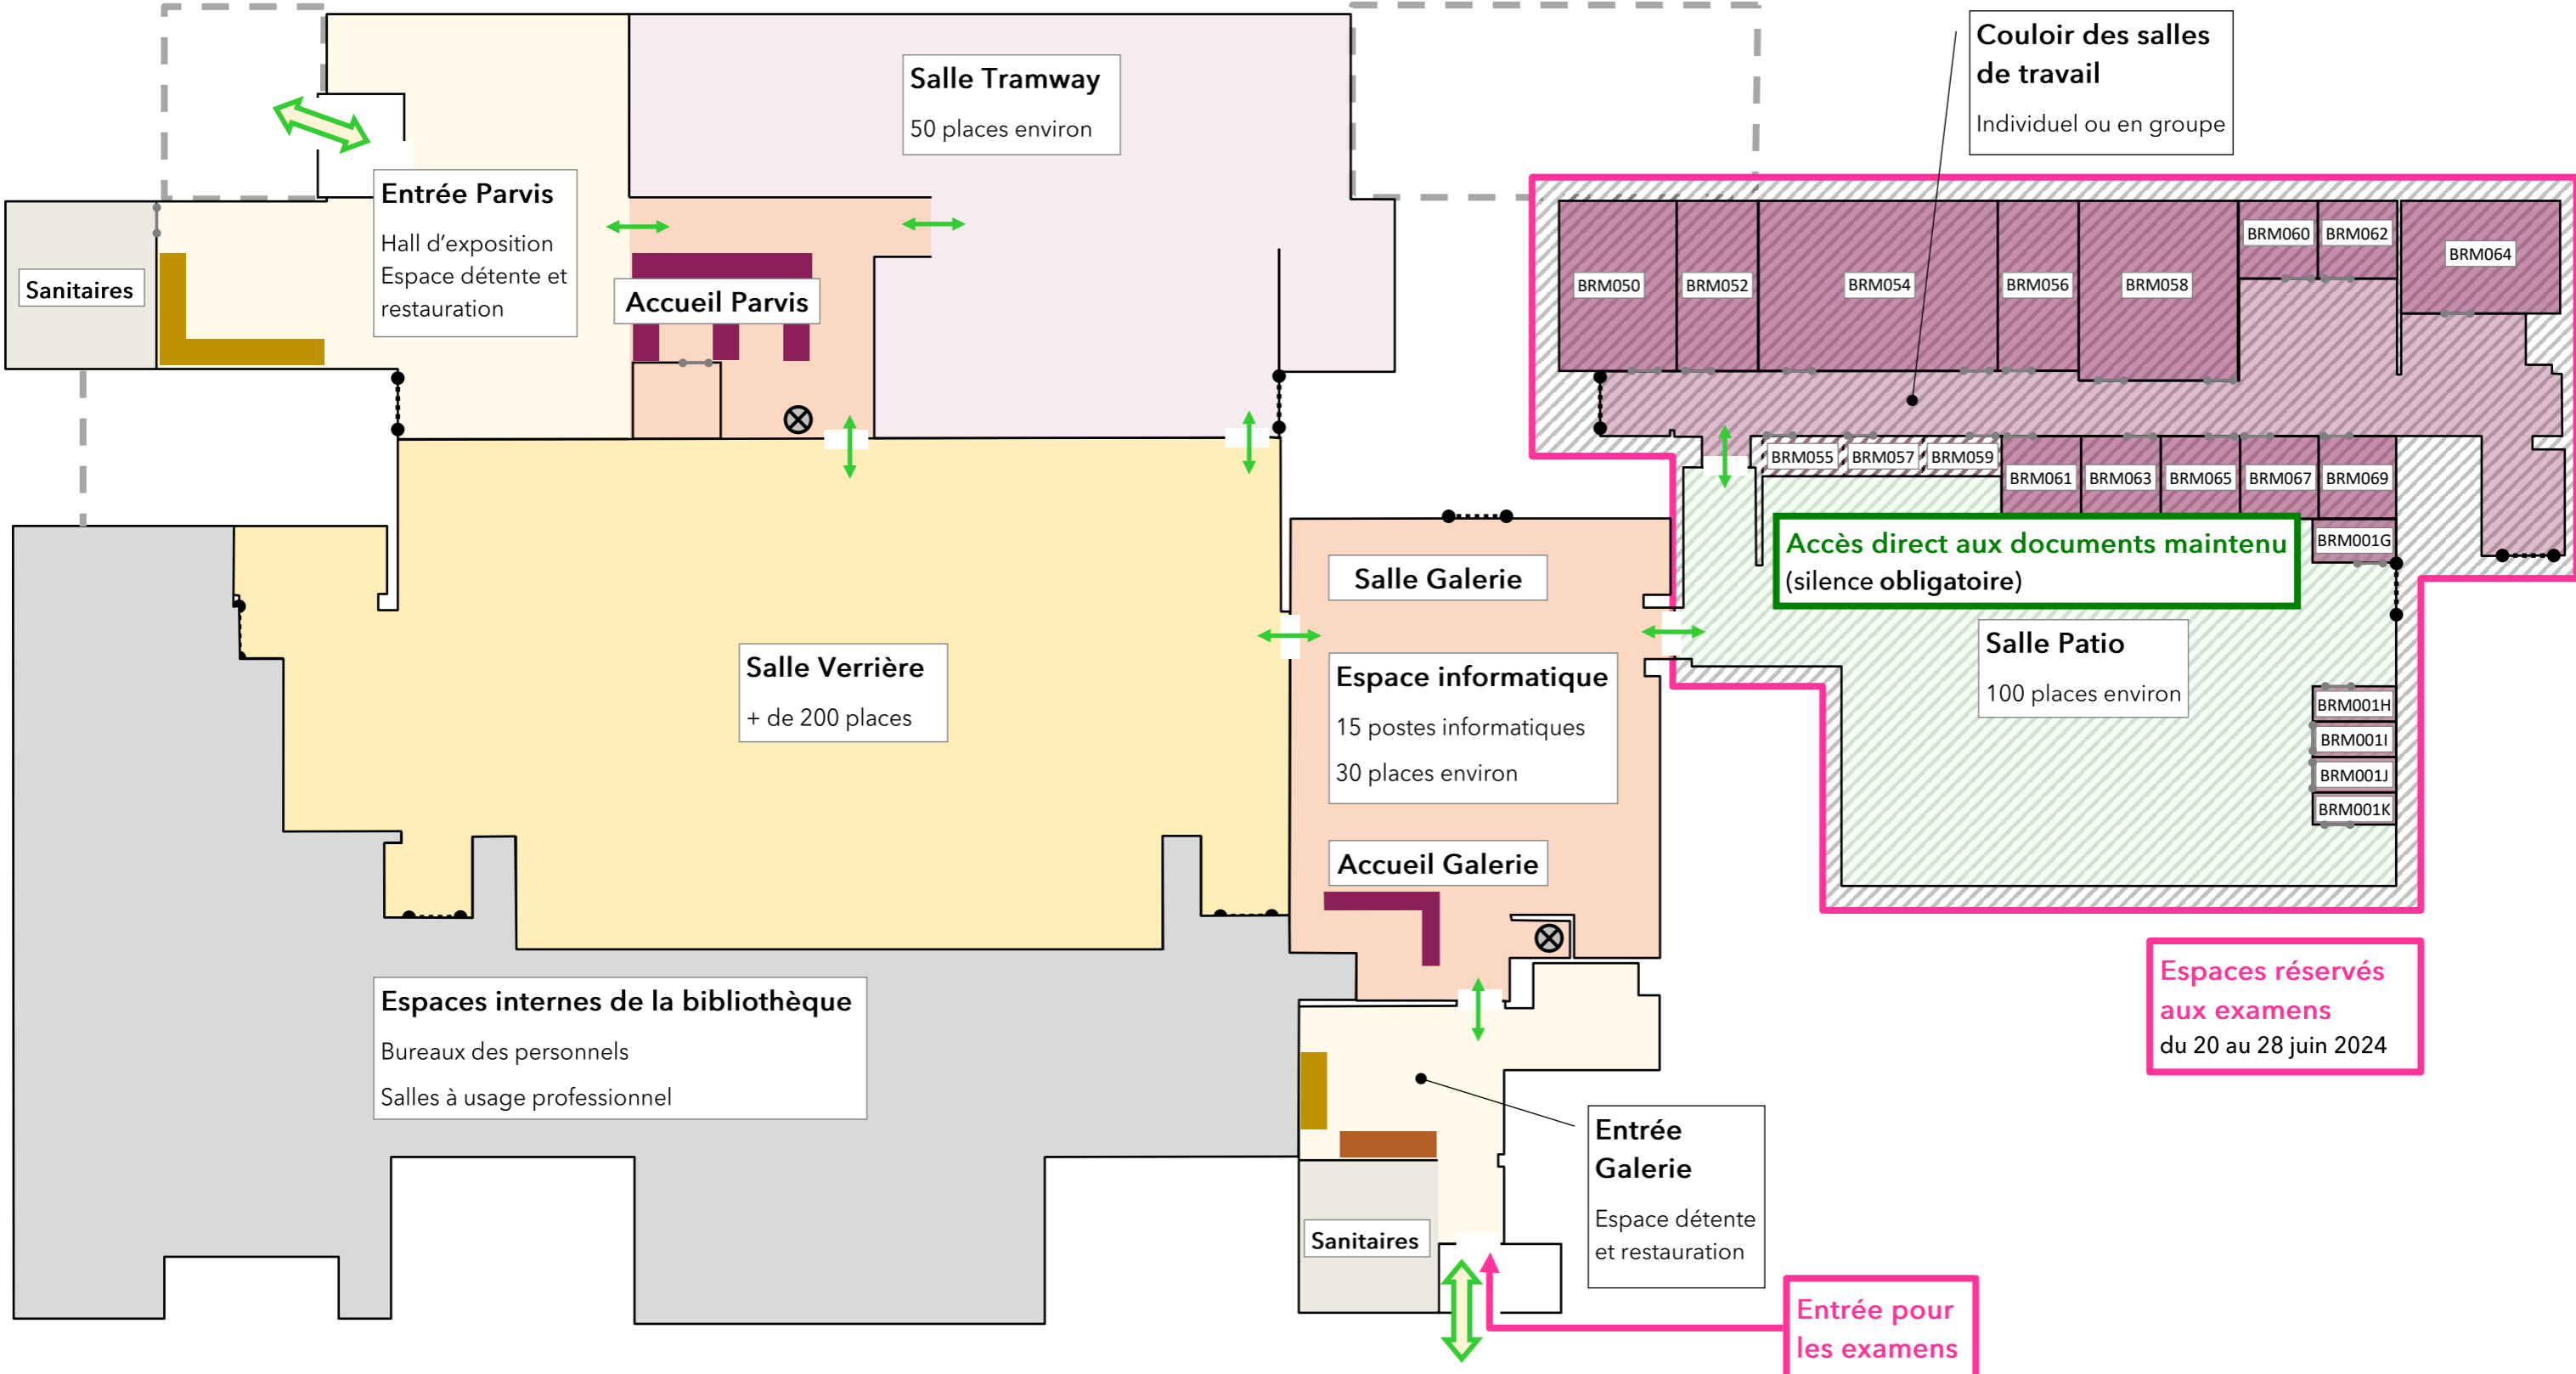 Salle Tramway
50 places environ
Couloir des salles
de travail
Individuel ou en groupe
Entrée Parvis
Hall d'exposition
Espace détente et
restauration
Sanitaires
Accueil Parvis
BRM050
BRM052
BRM054
BRM056
BRM058
BRM060
BRM062
BRM064
BRM055
BRM057
BRM059
BRM061
BRM063
BRM065
BRM067
BRM069
BRM001G
Accès direct aux documents maintenu
(silence obligatoire)
Salle Galerie
Salle Verrière
+ de 200 places
Espace informatique
15 postes informatiques
30 places environ
Salle Patio
100 places environ
BRM001H
BRM001I
BRM001J
BRM001K
Accueil Galerie
Espaces internes de la bibliothèque
Bureaux des personnels
Salles à usage professionnel
Espaces réservés
aux examens
du 20 au 28 juin 2024
Entrée
Galerie
Espace détente
et restauration
Sanitaires
Entrée pour
les examens